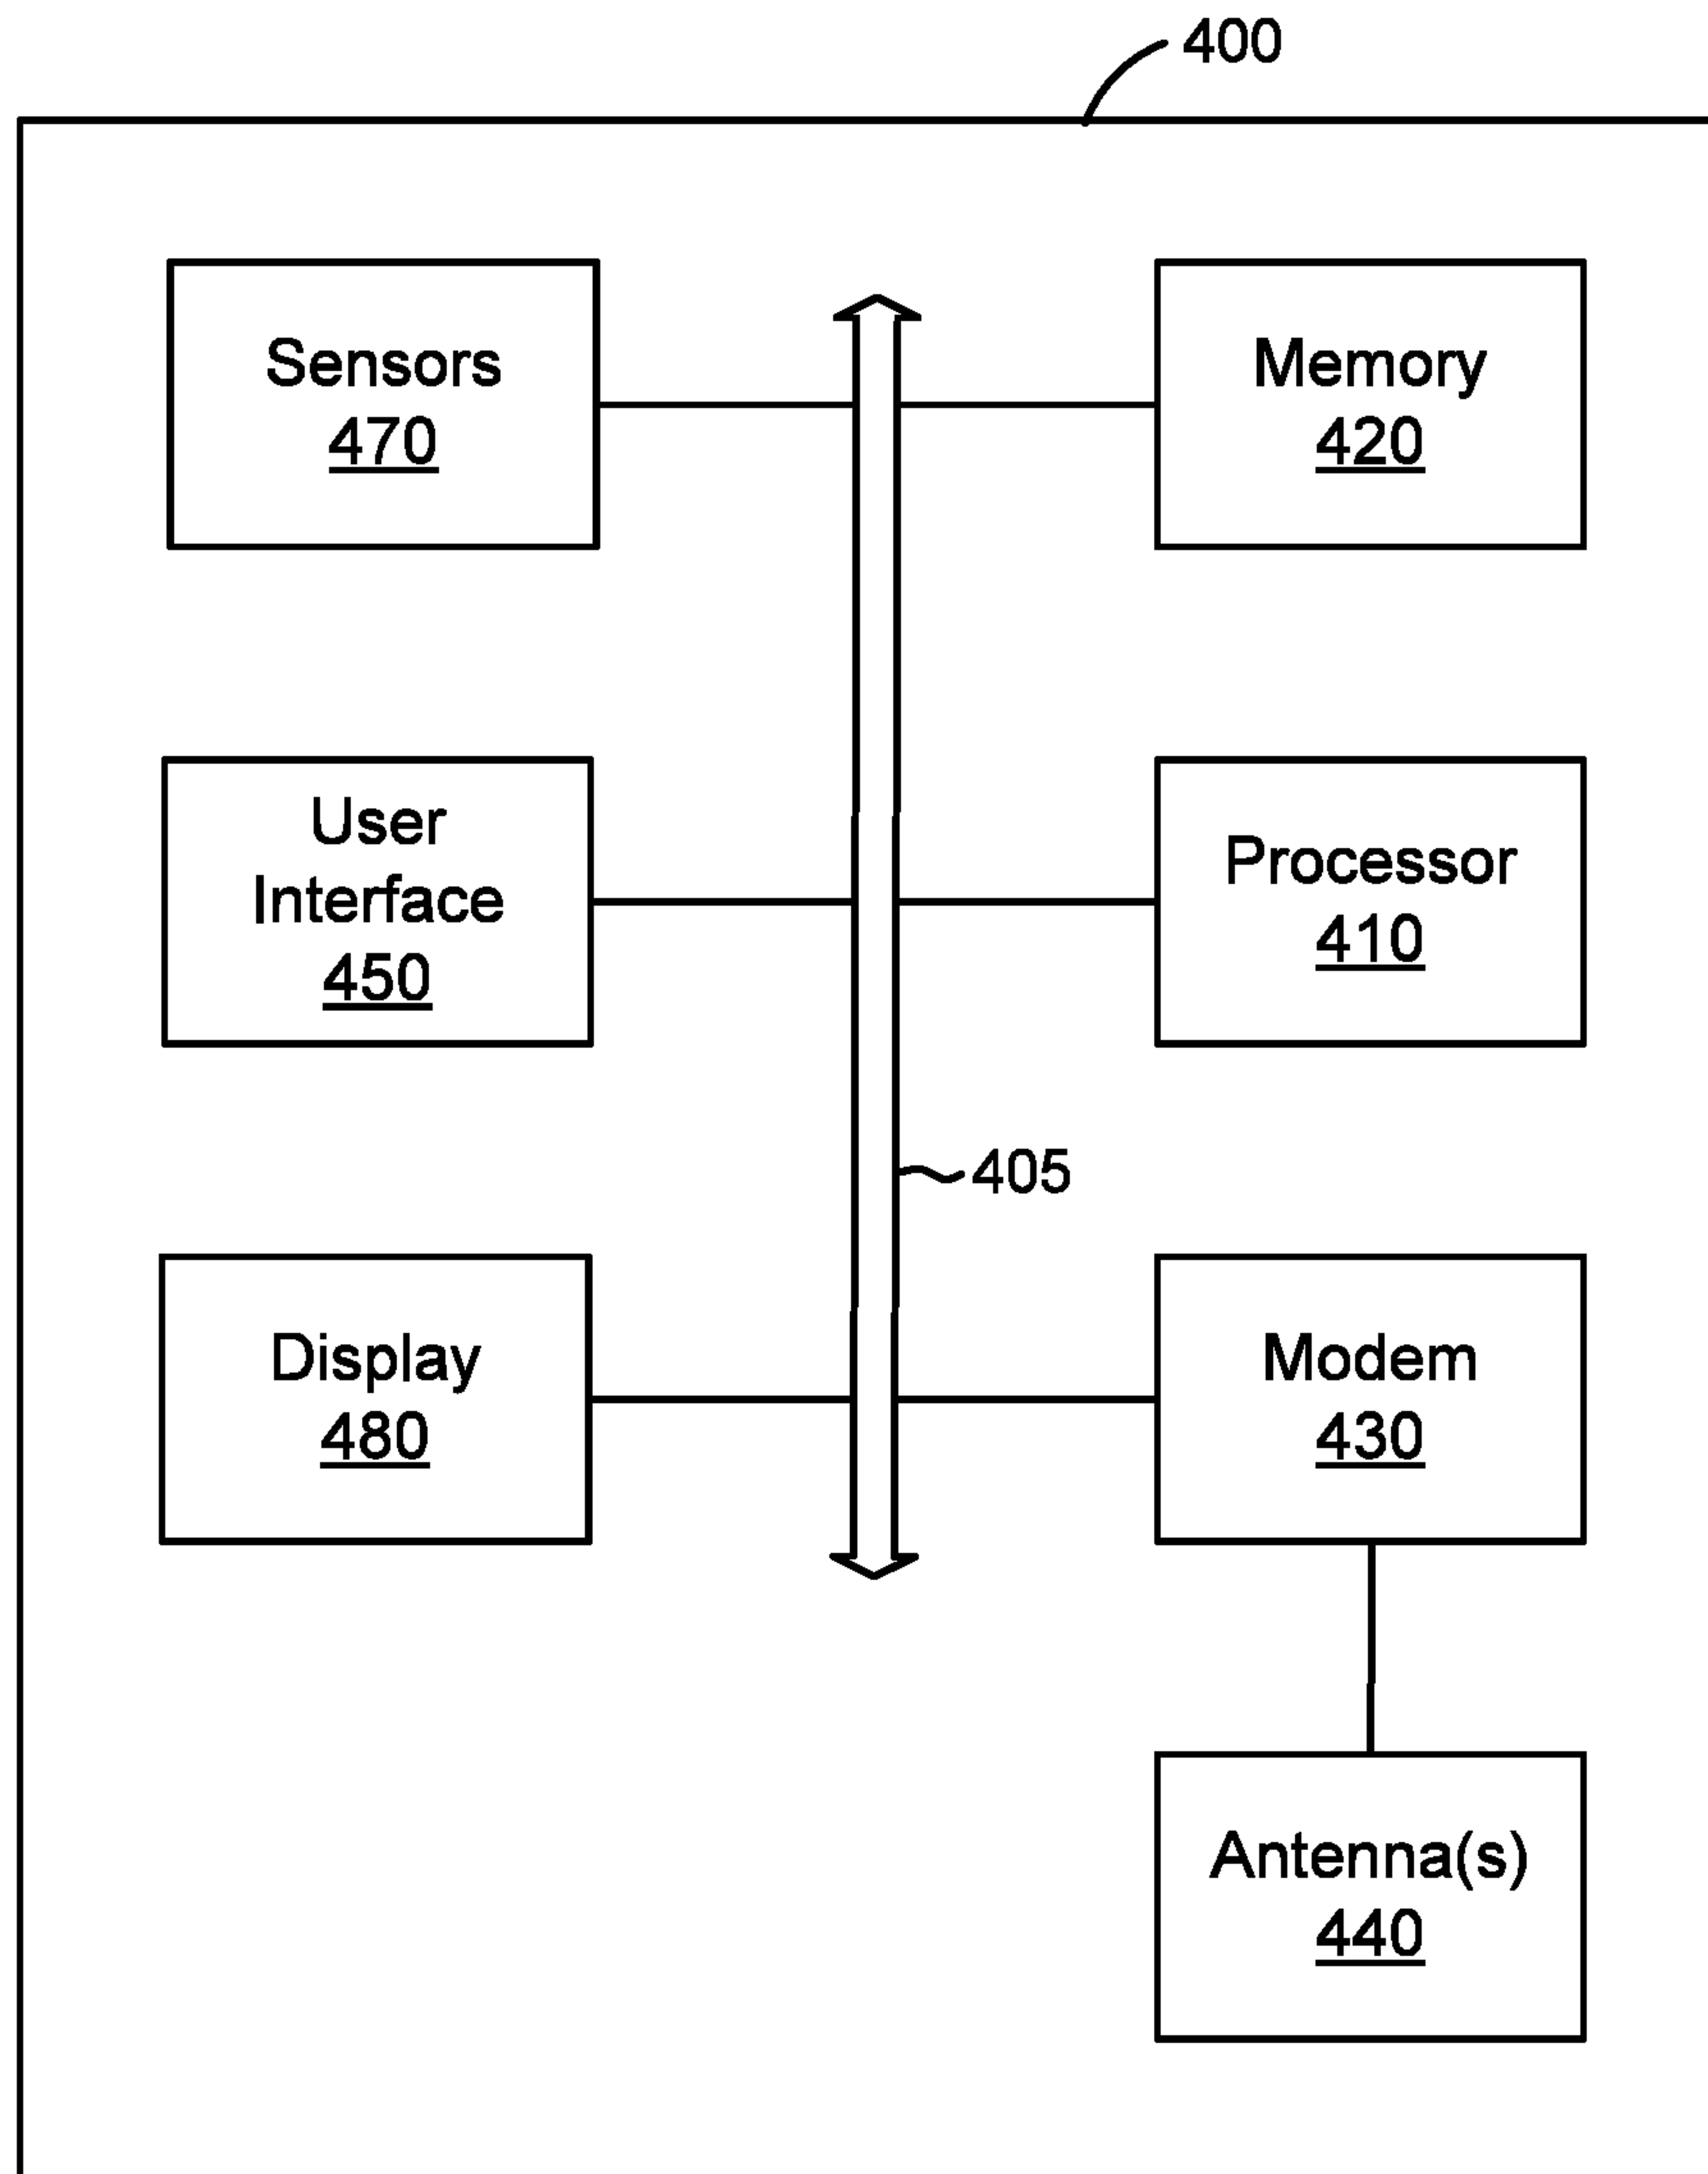 400
Sensors
470
Memory
420
User
Interface
450
Processor
410
405
Display
480
Modem
430
Antenna(s)
440